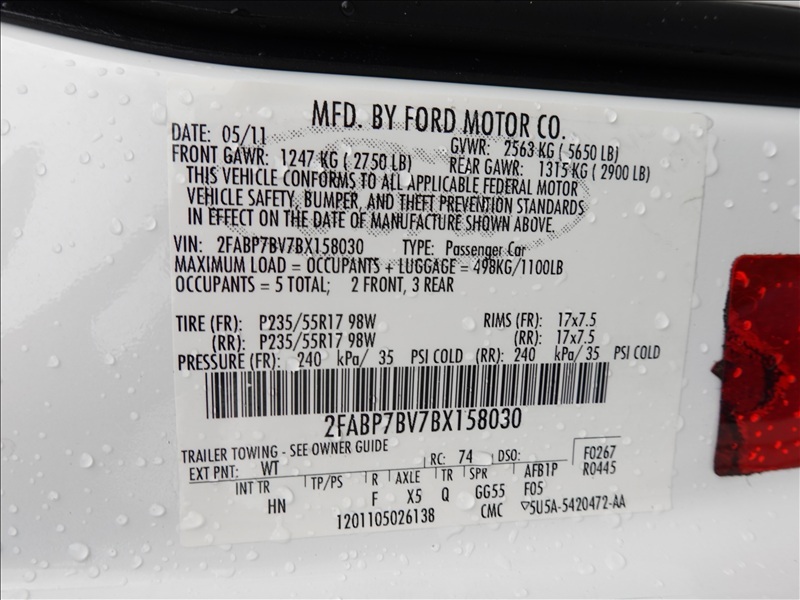 MFD. BY FORD MOTOR CO.
DATE: 05/11 GVWR: 2563 KG ( 5650 LB)
FRONT GAWR: 1247 KG ( 2750 LB) REAR GAWR: 1315 KG ( 2900 LB)
THIS VEHICLE CONFORMS TO ALL APPLICABLE FEDERAL MOTOR
VEHICLE SAFETY, BUMPER, AND THEFT PREVENTION STANDARDS
IN EFFECT ON THE DATE OF MANUFACTURE SHOWN ABOVE.
VIN: 2FABP7BV7BX158030 TYPE: Passenger Car
MAXIMUM LOAD = OCCUPANTS + LUGGAGE = 498KG/1100LB
OCCUPANTS = 5 TOTAL; 2 FRONT, 3 REAR
TIRE (FR): P235/55R17 98W RIMS (FR): 17x7.5
(RR): P235/55R17 98W (RR): 17x7.5
PRESSURE (FR): 240 kPa/ 35 PSI COLD (RR): 240 kPa/ 35 PSI COLD
2FABP7BV7BX158030
TRAILER TOWING - SEE OWNER GUIDE
EXT PNT: WT RC: 74 DSO: F0267
R0445
INT TR TP/PS R AXLE TR SPR AFB1P
HN F X5 Q GG55 F05
1201105026138 CMC ▽5U5A-5420472-AA